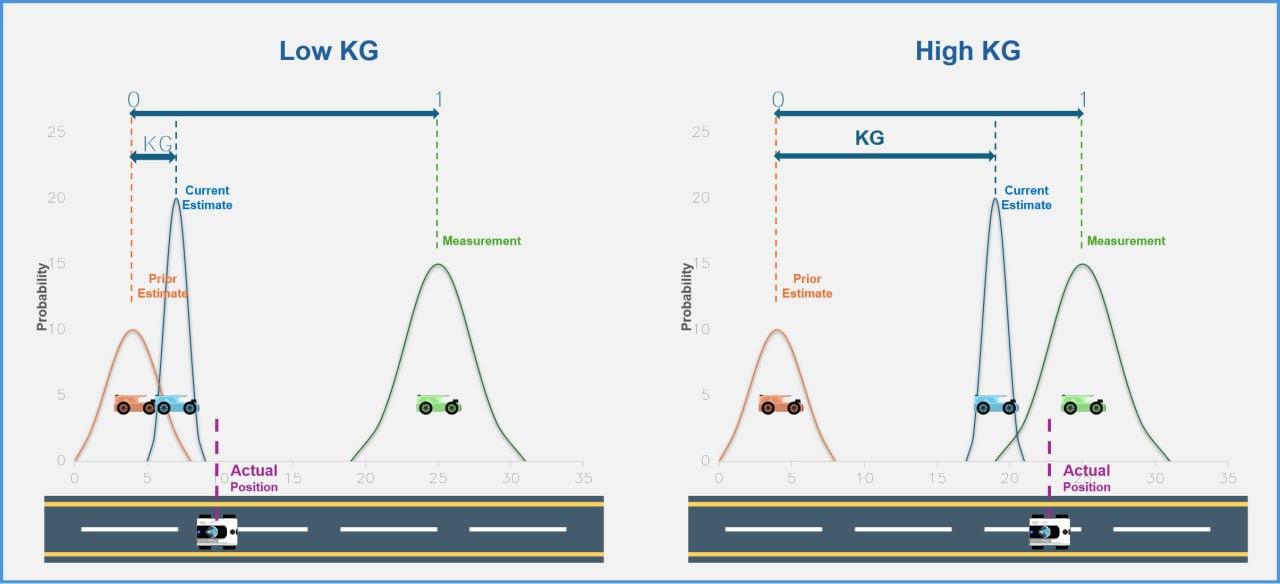 Low KG
0
1
KG
25
20
15
10
5
0
Probability
Current
Estimate
Measurement
Prior
Estimate
0
5
15
20
25
30
35
Actual
Position
High KG
0
1
KG
25
20
15
10
5
0
Probability
Current
Estimate
Measurement
Prior
Estimate
0
5
10
15
20
25
30
35
Actual
Position